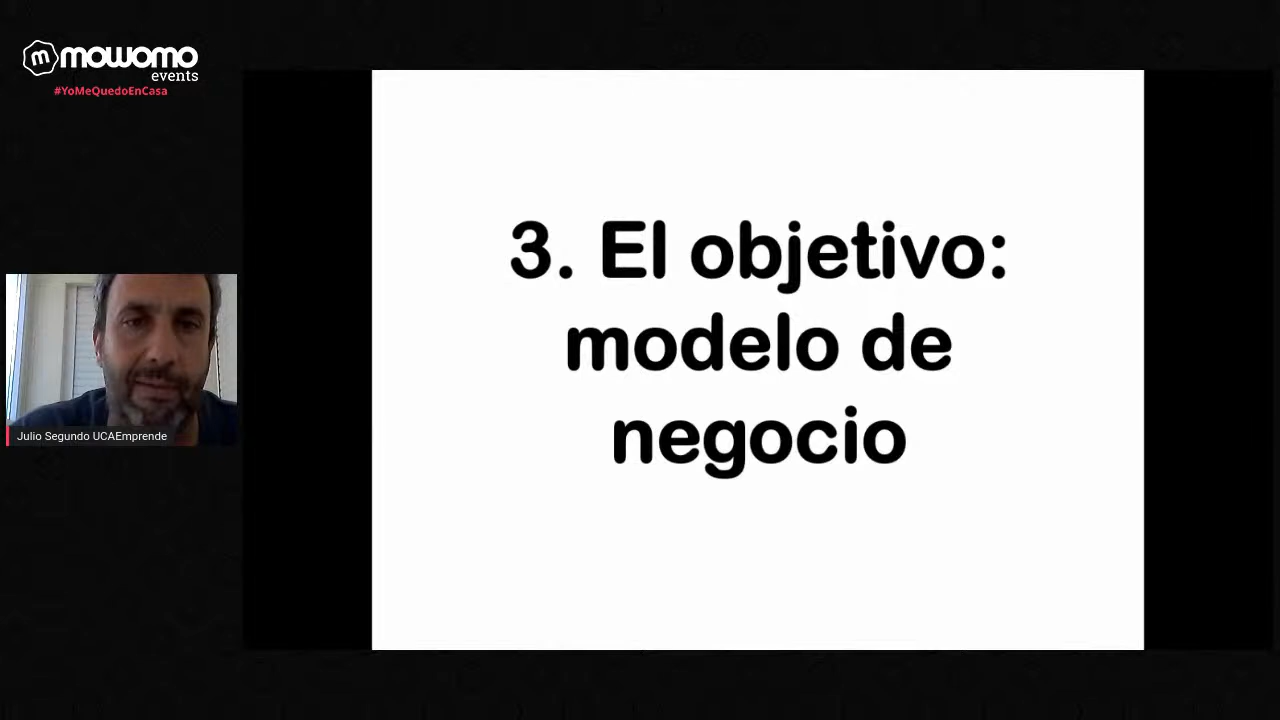 mowomo
events
#YoMeQuedoEnCasa
3. El objetivo:
modelo de
negocio
Julio Segundo UCAEmprende